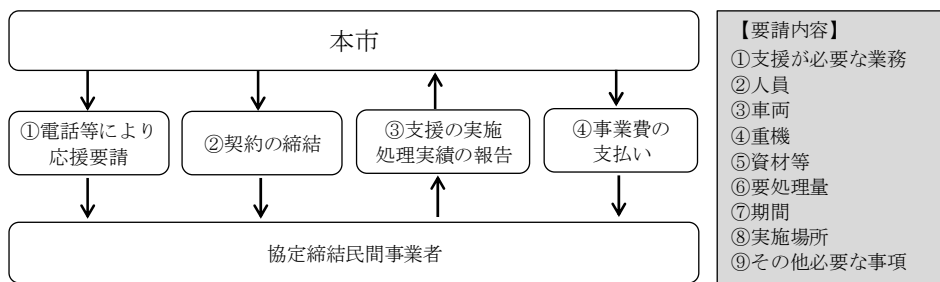 本市
①電話等により
応援要請
②契約の締結
③支援の実施
処理実績の報告
④事業費の
支払い
協定締結民間事業者
【要請内容】
①支援が必要な業務
②人員
③車両
④重機
⑤資材等
⑥要処理量
⑦期間
⑧実施場所
⑨その他必要な事項